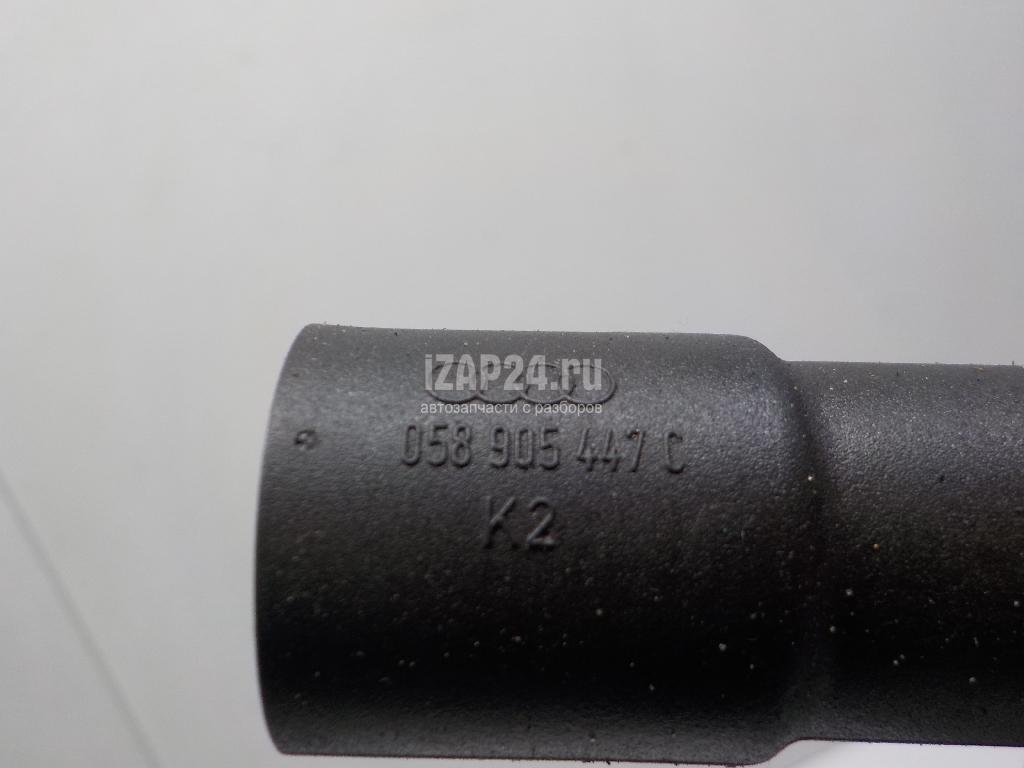 iZAP24.ru
автозапчасти с разборов
058 905 447 C
K2